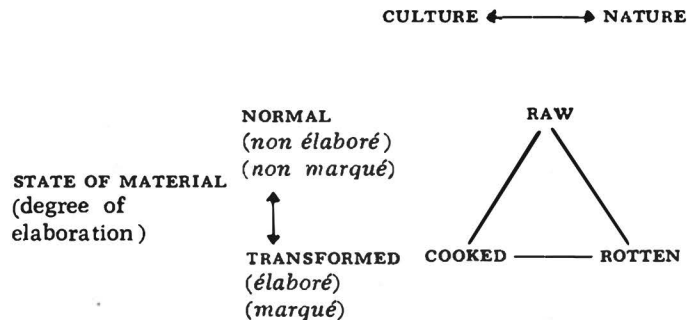 CULTURE NATURE
NORMAL
(non élaboré)
(non marqué)
RAW
STATE OF MATERIAL
(degree of
elaboration)
TRANSFORMED
(élaboré)
(marqué)
COOKED ROTTEN